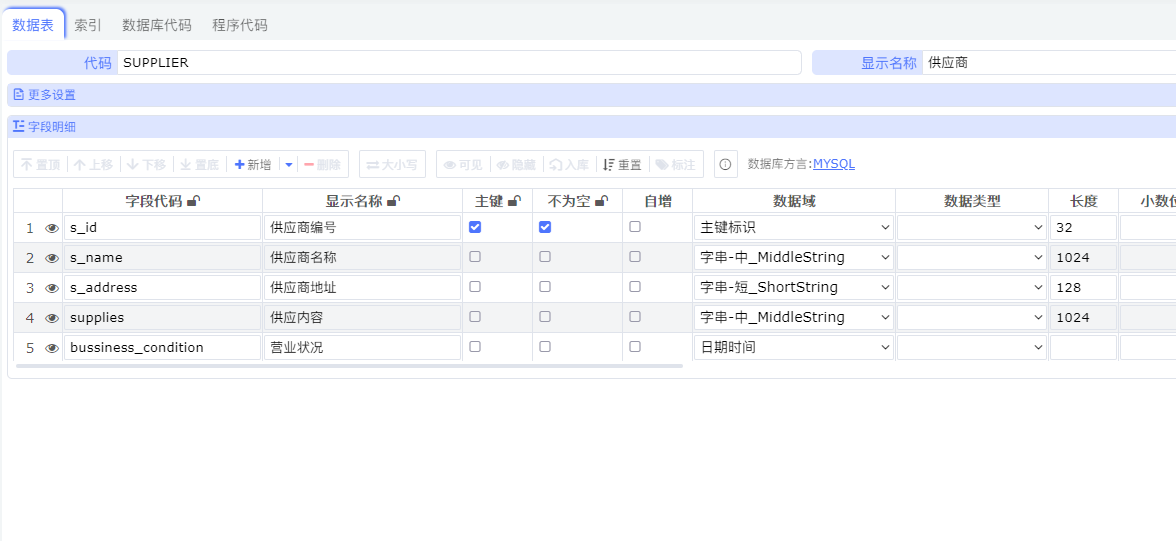 数据表 索引 数据库代码 程序代码
代码 SUPPLIER 显示名称 供应商
更多设置
字段明细
置顶 上移 下移 置底 新增 删除 大小写 可见 隐藏 入库 重置 标注 数据库方言:MYSQL
字段代码 显示名称 主键 不为空 自增 数据域 数据类型 长度 小数位
1 s_id 供应商编号 主键标识 32
2 s_name 供应商名称 字串-中_MiddleString 1024
3 s_address 供应商地址 字串-短_ShortString 128
4 supplies 供应内容 字串-中_MiddleString 1024
5 bussiness_condition 营业状况 日期时间